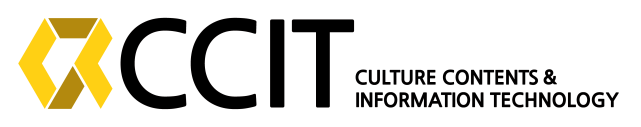 CCIT
CULTURE CONTENTS &
INFORMATION TECHNOLOGY